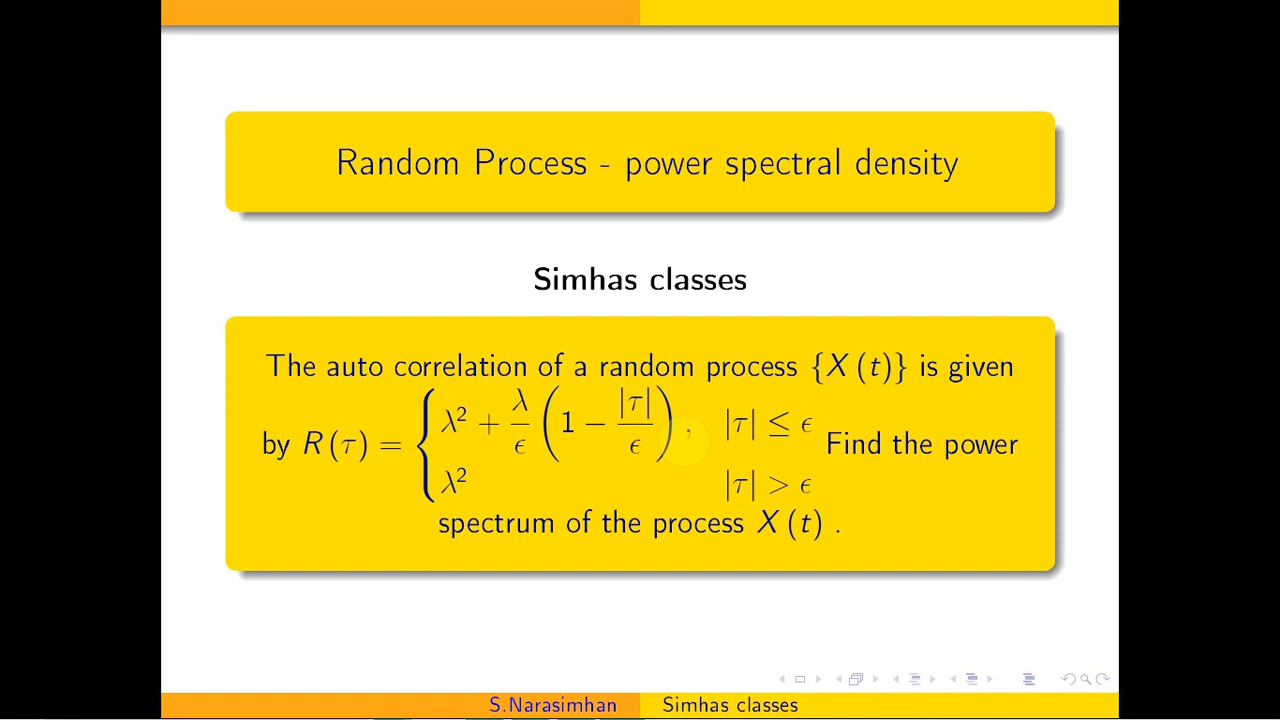 Random Process - power spectral density
Simhas classes
The auto correlation of a random process {X (t)} is given
by R (τ) = { λ² + λ/ϵ (1 − |τ|/ϵ) , |τ| ≤ ϵ
λ² |τ| > ϵ
Find the power
spectrum of the process X (t) .
S.Narasimhan Simhas classes